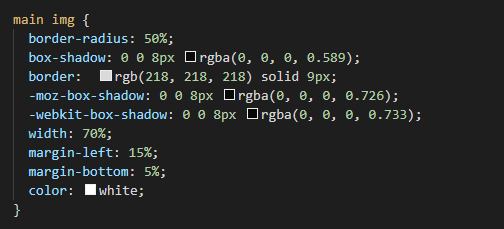 main img {
border-radius: 50%;
box-shadow: 0 0 8px rgba(0, 0, 0, 0.589);
border: rgb(218, 218, 218) solid 9px;
-moz-box-shadow: 0 0 8px rgba(0, 0, 0, 0.726);
-webkit-box-shadow: 0 0 8px rgba(0, 0, 0, 0.733);
width: 70%;
margin-left: 15%;
margin-bottom: 5%;
color: white;
}